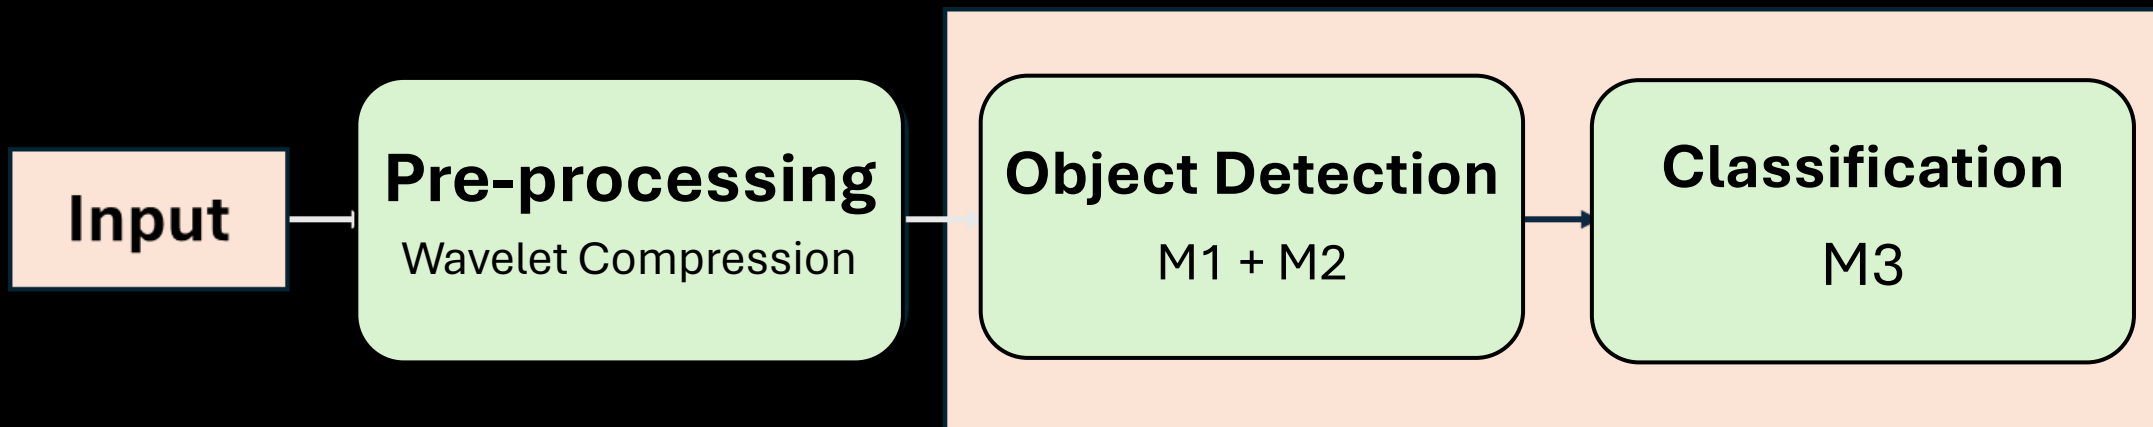 Input
Pre-processing
Wavelet Compression
Object Detection
M1 + M2
Classification
M3